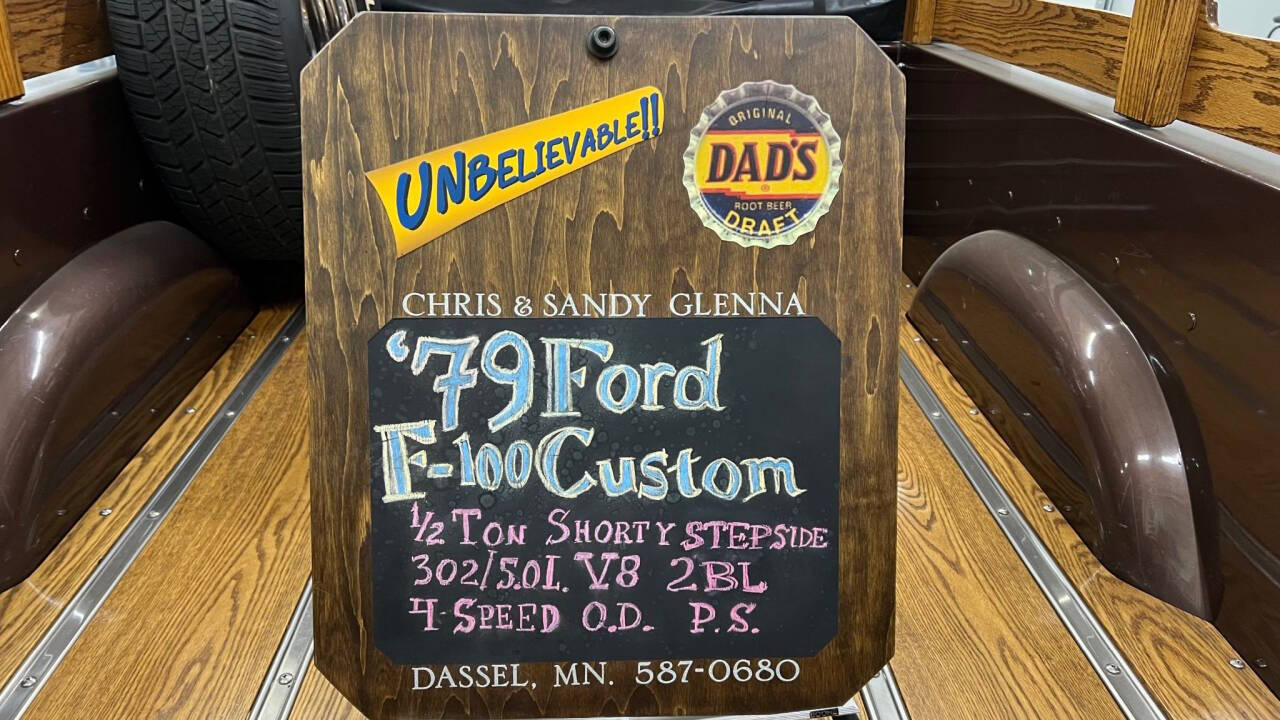 UNBELIEVABLE!!
ORIGINAL
DAD'S
®
ROOT BEER
DRAFT
CHRIS & SANDY GLENNA
'79 Ford
F-100 Custom
1/2 TON SHORTY STEPSIDE
302/5.0L. V8 2BL
4-SPEED O.D. P.S.
DASSEL, MN. 587-0680